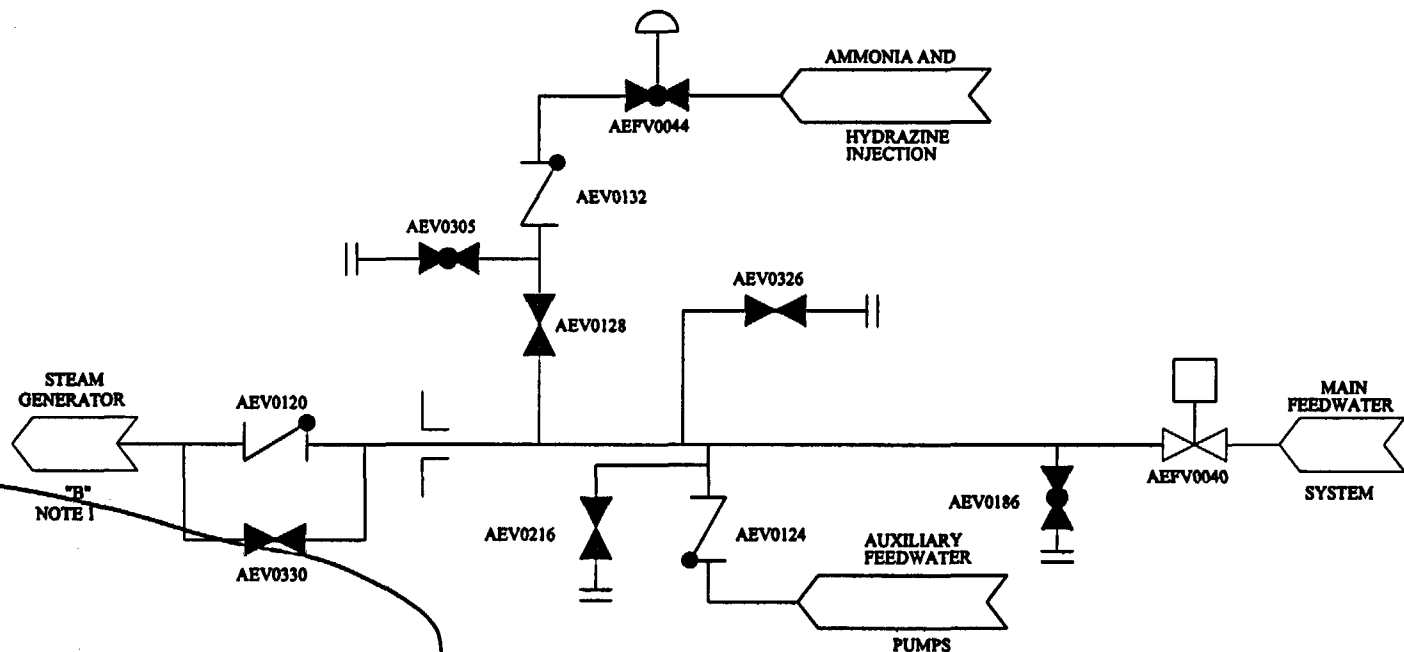 AMMONIA AND
AEFV0044
HYDRAZINE
INJECTION
AEV0132
AEV0305
AEV0326
AEV0128
STEAM
GENERATOR
AEV0120
MAIN
FEEDWATER
"B"
NOTE 1
AEFV0040
SYSTEM
AEV0186
AEV0216
AEV0124
AUXILIARY
FEEDWATER
AEV0330
PUMPS